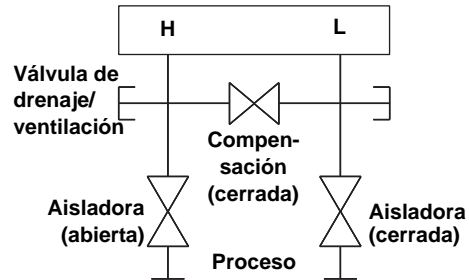 H
L
Válvula de
drenaje/
ventilación
Compen-
sación
(cerrada)
Aisladora
(abierta)
Aisladora
(cerrada)
Proceso